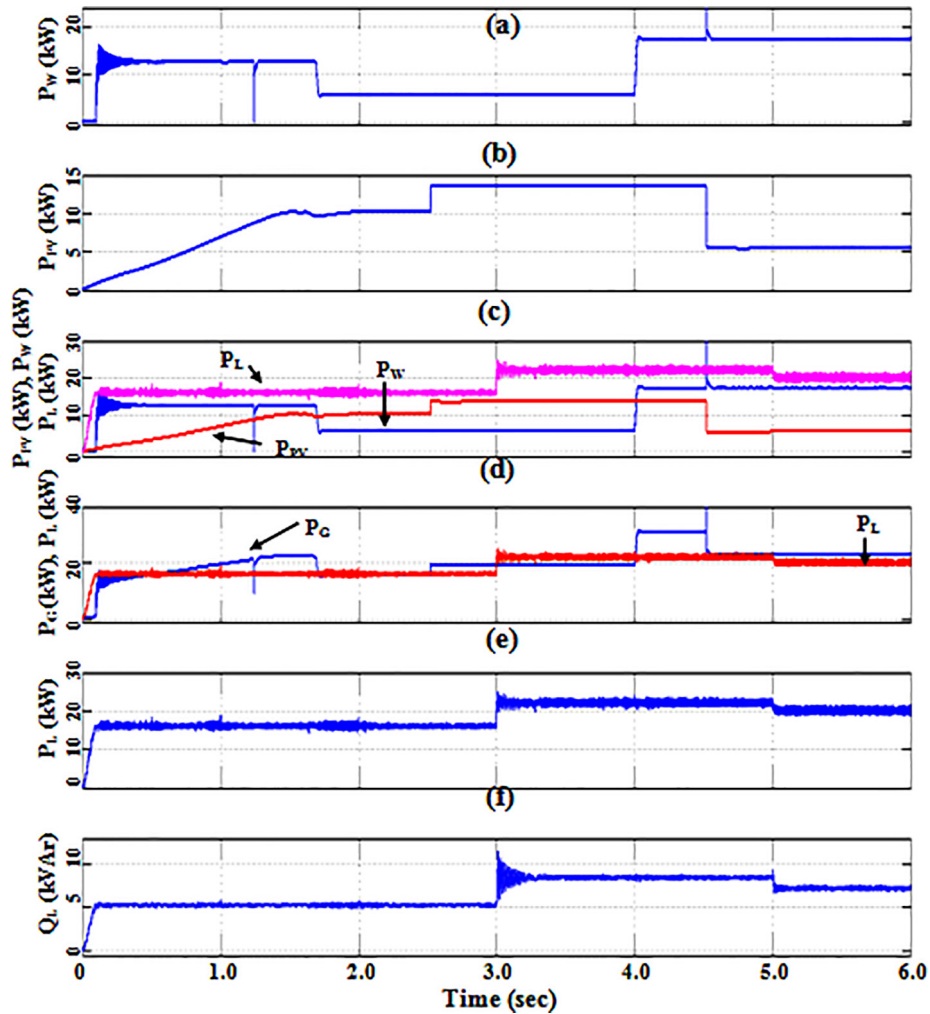 (a)
P_W (kW)
20
10
0
(b)
P_PV (kW)
15
10
5
0
(c)
P_PV (kW), P_W (kW)
P_L (kW)
30
20
10
0
P_L
P_W
P_PV
(d)
P_G (kW), P_L (kW)
40
20
0
P_G
P_L
(e)
P_L (kW)
30
20
10
0
(f)
Q_L (kVAr)
10
5
0
0 1.0 2.0 3.0 4.0 5.0 6.0
Time (sec)